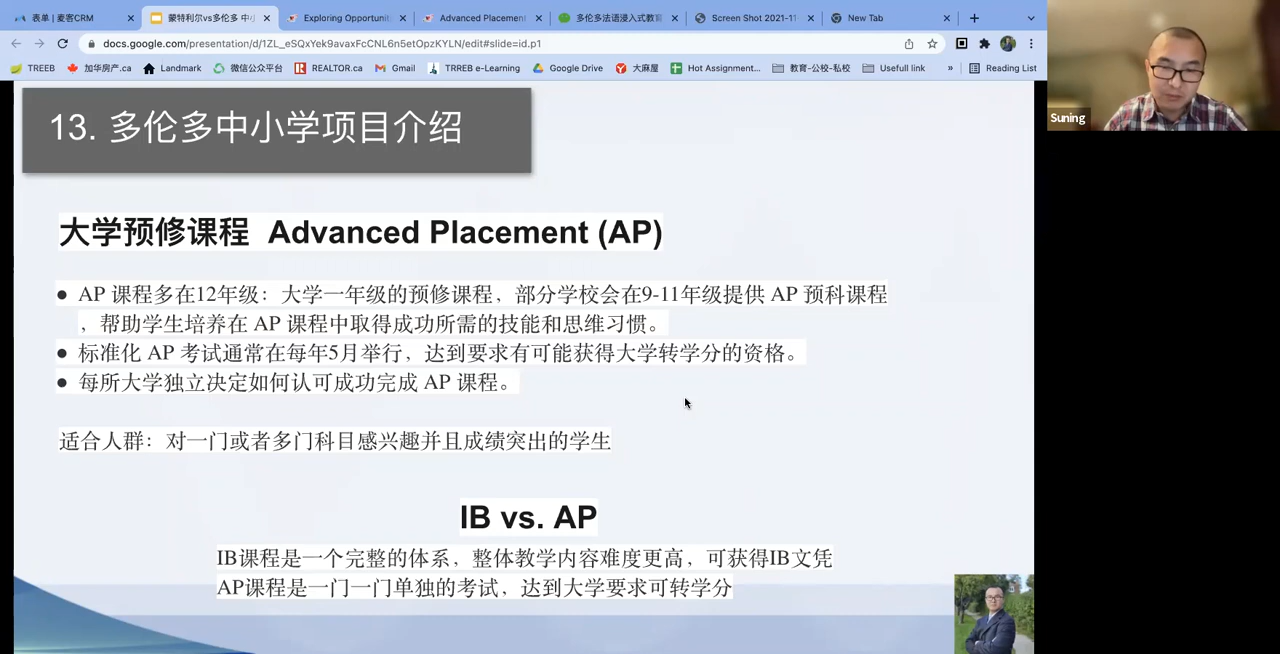 表单 | 麦客CRM
蒙特利尔vs多伦多 中小
Exploring Opportuni
Advanced Placement
多伦多法语浸入式教育
Screen Shot 2021-11
New Tab
docs.google.com/presentation/d/1ZL_eSQxYek9avaxFcCNL6n5etOpzKYLN/edit#slide=id.p1
TREEB
加华房产.ca
Landmark
微信公众平台
REALTOR.ca
Gmail
TRREB e-Learning
Google Drive
大麻屋
Hot Assignment...
教育-公校-私校
Usefull link
»
Reading List
13. 多伦多中小学项目介绍
大学预修课程 Advanced Placement (AP)
● AP 课程多在12年级：大学一年级的预修课程，部分学校会在9-11年级提供 AP 预科课程
，帮助学生培养在 AP 课程中取得成功所需的技能和思维习惯。
● 标准化 AP 考试通常在每年5月举行，达到要求有可能获得大学转学分的资格。
● 每所大学独立决定如何认可成功完成 AP 课程。
适合人群：对一门或者多门科目感兴趣并且成绩突出的学生
IB vs. AP
IB课程是一个完整的体系，整体教学内容难度更高，可获得IB文凭
AP课程是一门一门单独的考试，达到大学要求可转学分
Suning